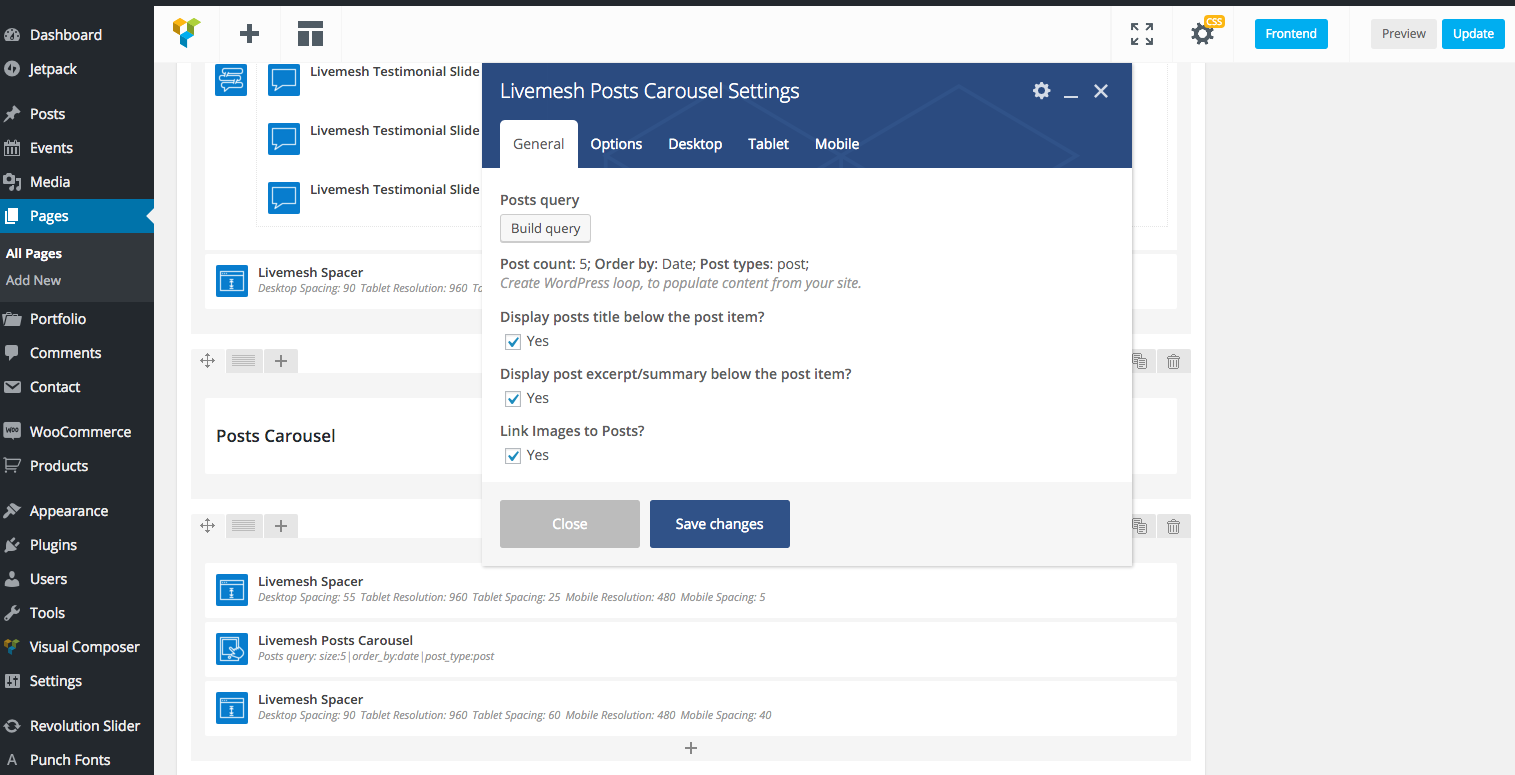 Dashboard
Jetpack
Posts
Events
Media
Pages
All Pages
Add New
Portfolio
Comments
Contact
WooCommerce
Products
Appearance
Plugins
Users
Tools
Visual Composer
Settings
Revolution Slider
Punch Fonts
CSS
Frontend
Preview
Update
Livemesh Testimonial Slide
Livemesh Testimonial Slide
Livemesh Testimonial Slide
Livemesh Spacer
Desktop Spacing: 90 Tablet Resolution: 960
Posts Carousel
Livemesh Posts Carousel Settings
General Options Desktop Tablet Mobile
Posts query
Build query
Post count: 5; Order by: Date; Post types: post;
Create WordPress loop, to populate content from your site.
Display posts title below the post item?
Yes
Display post excerpt/summary below the post item?
Yes
Link Images to Posts?
Yes
Close
Save changes
Livemesh Spacer
Desktop Spacing: 55 Tablet Resolution: 960 Tablet Spacing: 25 Mobile Resolution: 480 Mobile Spacing: 5
Livemesh Posts Carousel
Posts query: size:5|order_by:date|post_type:post
Livemesh Spacer
Desktop Spacing: 90 Tablet Resolution: 960 Tablet Spacing: 60 Mobile Resolution: 480 Mobile Spacing: 40